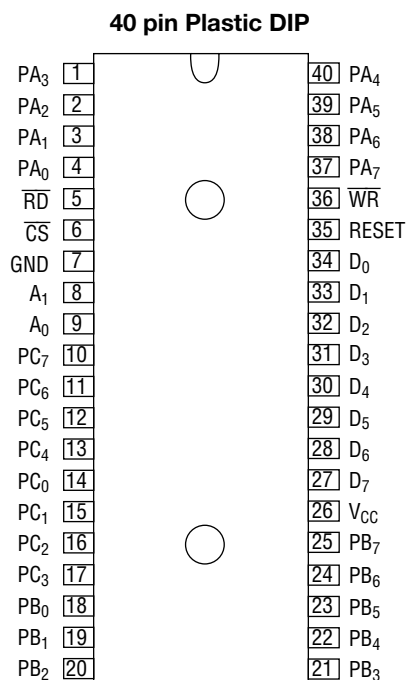 40 pin Plastic DIP
PA3 1 40 PA4
PA2 2 39 PA5
PA1 3 38 PA6
PA0 4 37 PA7
R̅D̅ 5 36 W̅R̅
C̅S̅ 6 35 RESET
GND 7 34 D0
A1 8 33 D1
A0 9 32 D2
PC7 10 31 D3
PC6 11 30 D4
PC5 12 29 D5
PC4 13 28 D6
PC0 14 27 D7
PC1 15 26 VCC
PC2 16 25 PB7
PC3 17 24 PB6
PB0 18 23 PB5
PB1 19 22 PB4
PB2 20 21 PB3